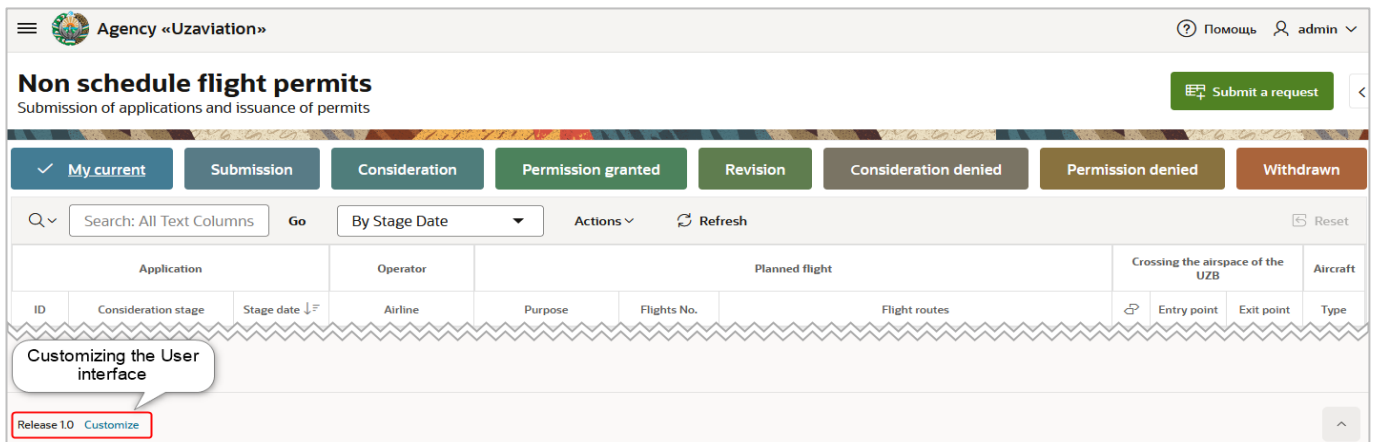 Agency «Uzaviation»
Помощь admin
Non schedule flight permits
Submission of applications and issuance of permits
Submit a request
My current Submission Consideration Permission granted Revision Consideration denied Permission denied Withdrawn
Search: All Text Columns Go By Stage Date Actions Refresh Reset
Application Operator Planned flight Crossing the airspace of the UZB Aircraft
ID Consideration stage Stage date Airline Purpose Flights No. Flight routes Entry point Exit point Type
Customizing the User
interface
Release 1.0 Customize